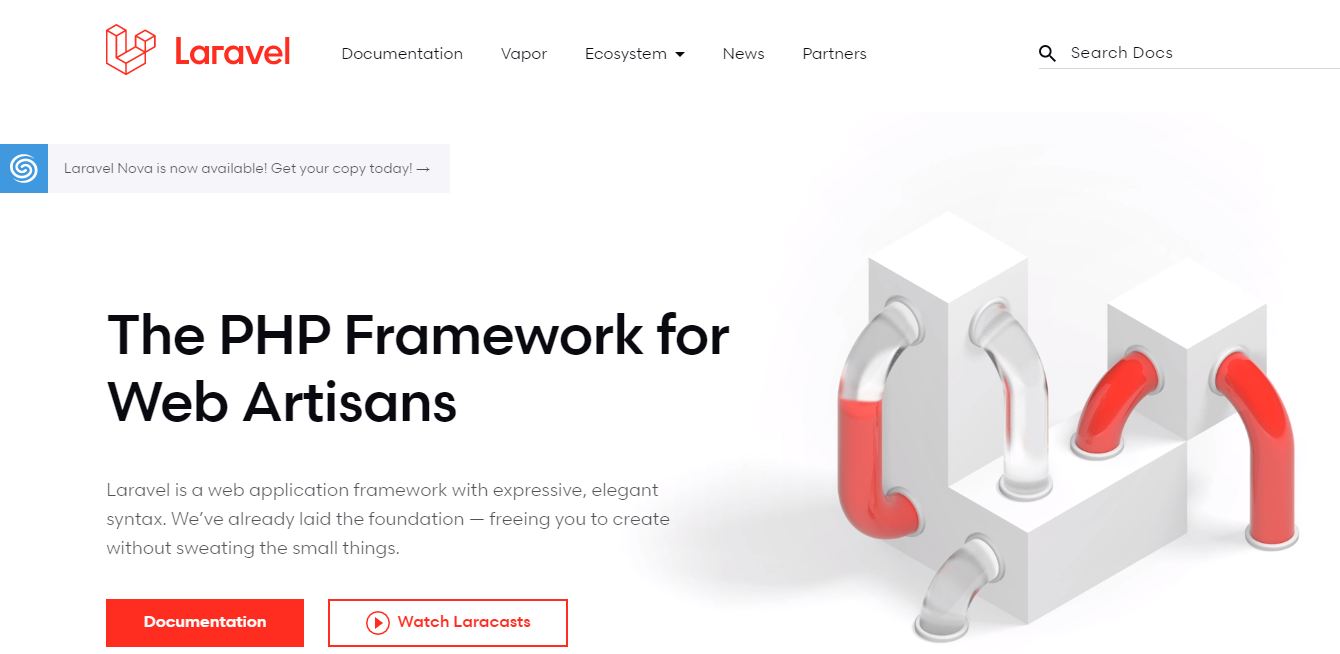 Laravel
Documentation
Vapor
Ecosystem
News
Partners
Search Docs
Laravel Nova is now available! Get your copy today! →
The PHP Framework for
Web Artisans
Laravel is a web application framework with expressive, elegant
syntax. We’ve already laid the foundation — freeing you to create
without sweating the small things.
Documentation
Watch Laracasts